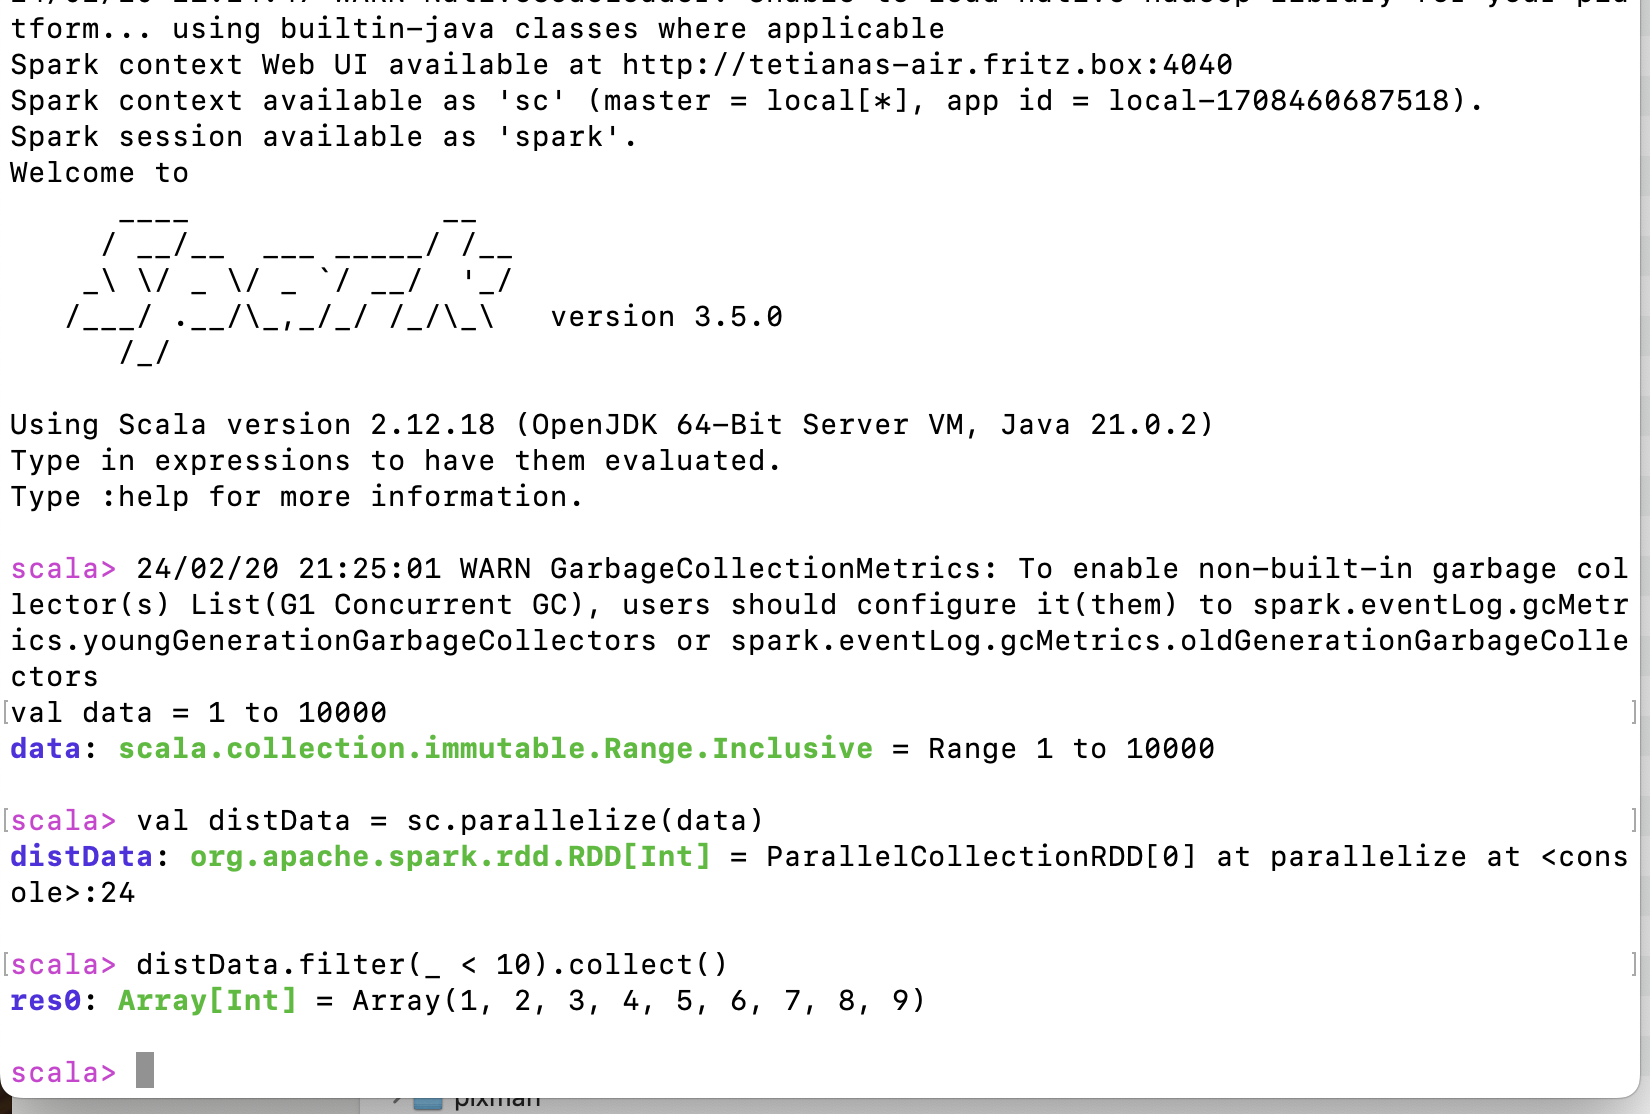 tform... using builtin-java classes where applicable
Spark context Web UI available at http://tetianas-air.fritz.box:4040
Spark context available as 'sc' (master = local[*], app id = local-1708460687518).
Spark session available as 'spark'.
Welcome to
      ____              __
     / __/__  ___ _____/ /__
    _\ \/ _ \/ _ `/ __/  '_/
   /___/ .__/\_,_/_/ /_/\_\   version 3.5.0
      /_/
Using Scala version 2.12.18 (OpenJDK 64-Bit Server VM, Java 21.0.2)
Type in expressions to have them evaluated.
Type :help for more information.
scala> 24/02/20 21:25:01 WARN GarbageCollectionMetrics: To enable non-built-in garbage col
lector(s) List(G1 Concurrent GC), users should configure it(them) to spark.eventLog.gcMetr
ics.youngGenerationGarbageCollectors or spark.eventLog.gcMetrics.oldGenerationGarbageColle
ctors
[val data = 1 to 10000 ]
data: scala.collection.immutable.Range.Inclusive = Range 1 to 10000
[scala> val distData = sc.parallelize(data) ]
distData: org.apache.spark.rdd.RDD[Int] = ParallelCollectionRDD[0] at parallelize at <cons
ole>:24
[scala> distData.filter(_ < 10).collect() ]
res0: Array[Int] = Array(1, 2, 3, 4, 5, 6, 7, 8, 9)
scala>
pixman